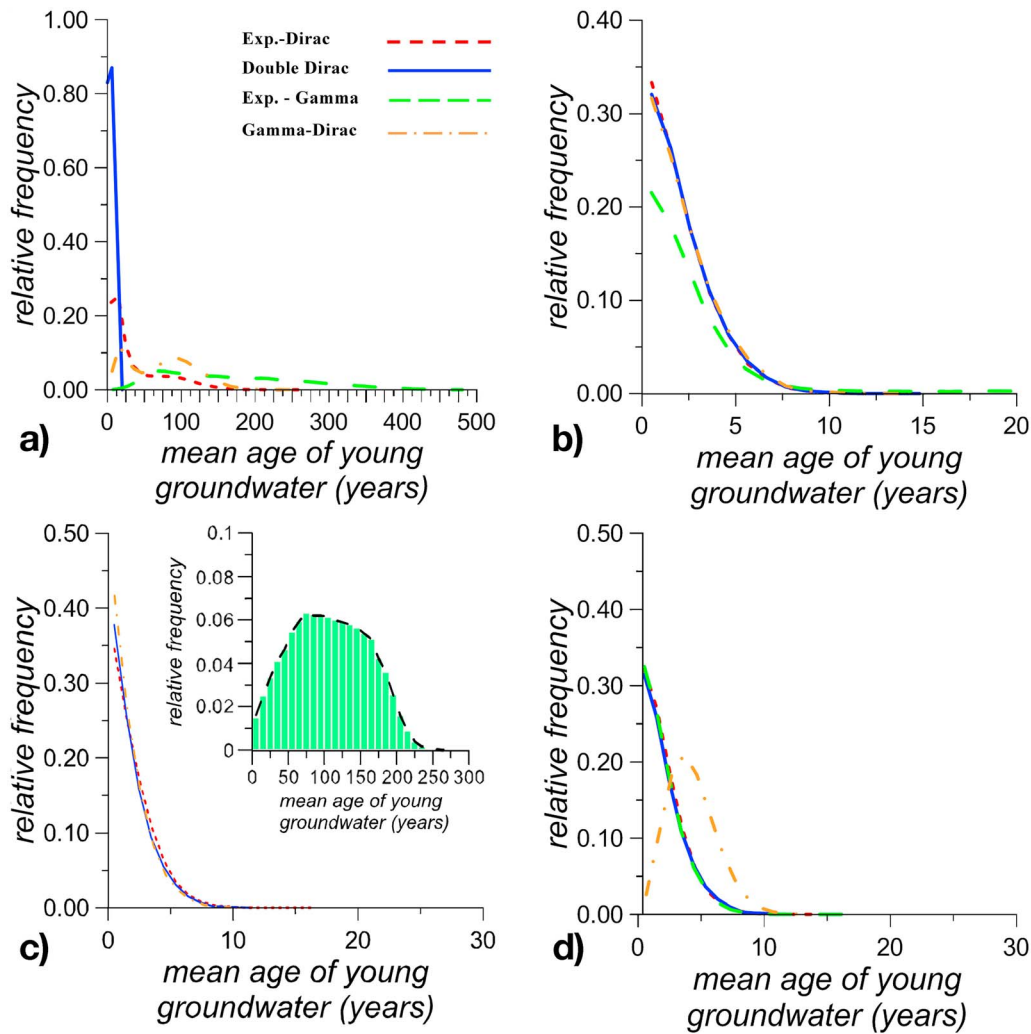 1.00
0.80
0.60
0.40
0.20
0.00
relative frequency
Exp.-Dirac
Double Dirac
Exp. - Gamma
Gamma-Dirac
0 100 200 300 400 500
a)
mean age of young
groundwater (years)
0.40
0.30
0.20
0.10
0.00
relative frequency
0 5 10 15 20
b)
mean age of young
groundwater (years)
0.50
0.40
0.30
0.20
0.10
0.00
relative frequency
0.1
0.08
0.06
0.04
0.02
0
relative frequency
0 50 100 150 200 250 300
mean age of young
groundwater (years)
0 10 20 30
c)
mean age of young
groundwater (years)
0.50
0.40
0.30
0.20
0.10
0.00
relative frequency
0 10 20 30
d)
mean age of young
groundwater (years)